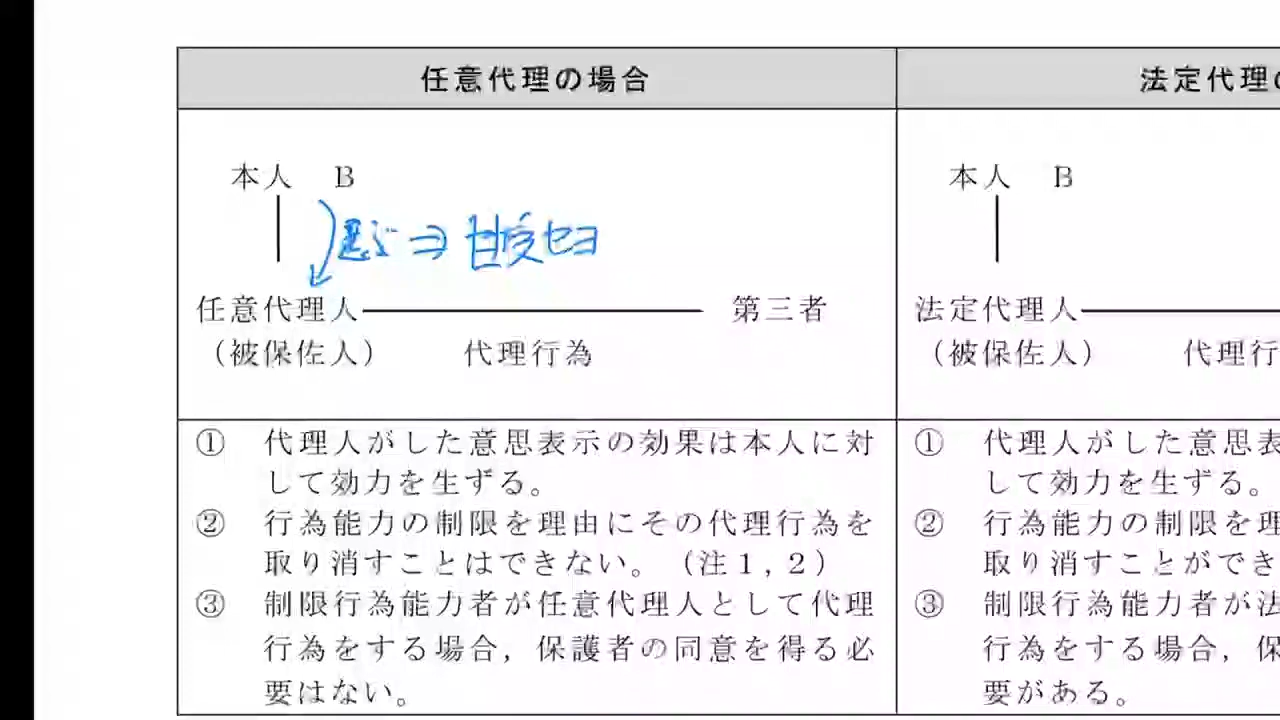 任意代理の場合
本人 B
選ぶ⇒甘受セヨ
任意代理人 第三者
（被保佐人） 代理行為
① 代理人がした意思表示の効果は本人に対
して効力を生ずる。
② 行為能力の制限を理由にその代理行為を
取り消すことはできない。（注１，２）
③ 制限行為能力者が任意代理人として代理
行為をする場合，保護者の同意を得る必
要はない。
法定代理の
本人 B
法定代理人
（被保佐人） 代理行
① 代理人がした意思表
して効力を生ずる。
② 行為能力の制限を理
取り消すことができ
③ 制限行為能力者が法
行為をする場合，保
要がある。